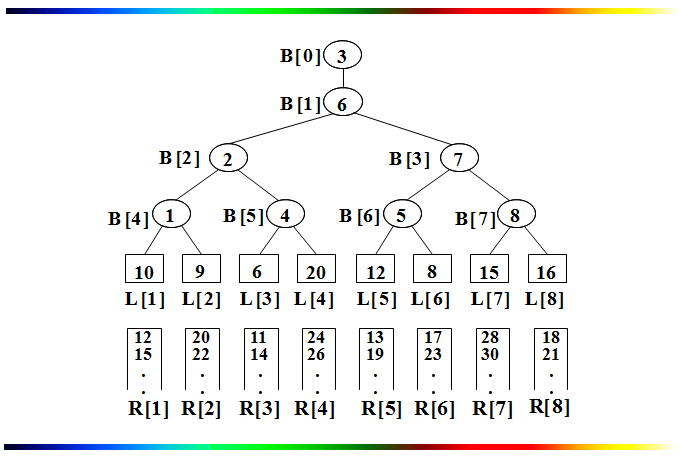 B[0] 3
B[1] 6
B[2] 2 B[3] 7
B[4] 1 B[5] 4 B[6] 5 B[7] 8
10 9 6 20 12 8 15 16
L[1] L[2] L[3] L[4] L[5] L[6] L[7] L[8]
12 20 11 24 13 17 28 18
15 22 14 26 19 23 30 21
. . . . . . . .
. . . . . . . .
R[1] R[2] R[3] R[4] R[5] R[6] R[7] R[8]